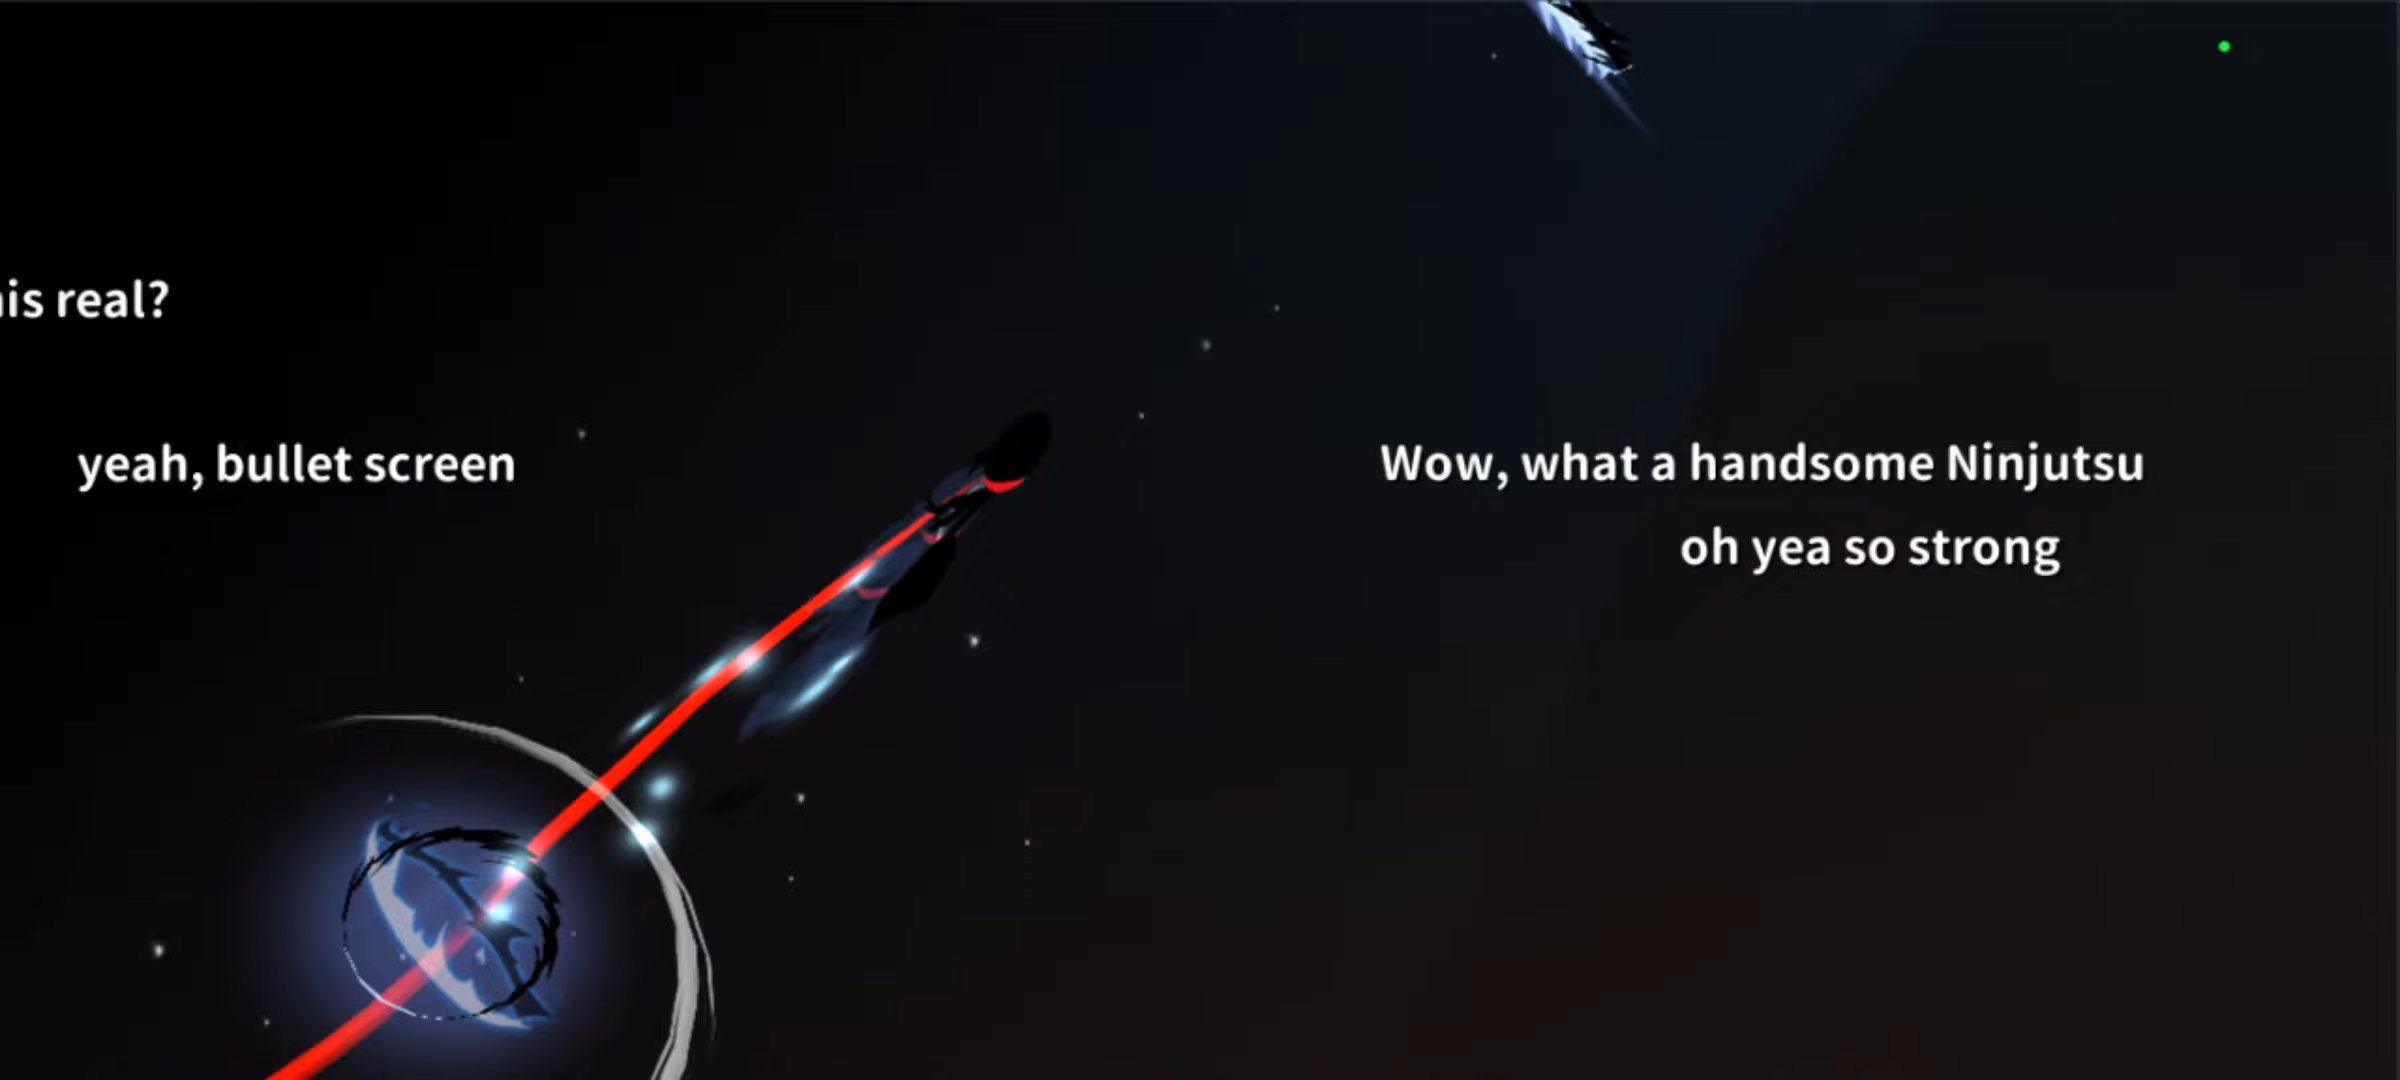 is real?
yeah, bullet screen
Wow, what a handsome Ninjutsu
oh yea so strong